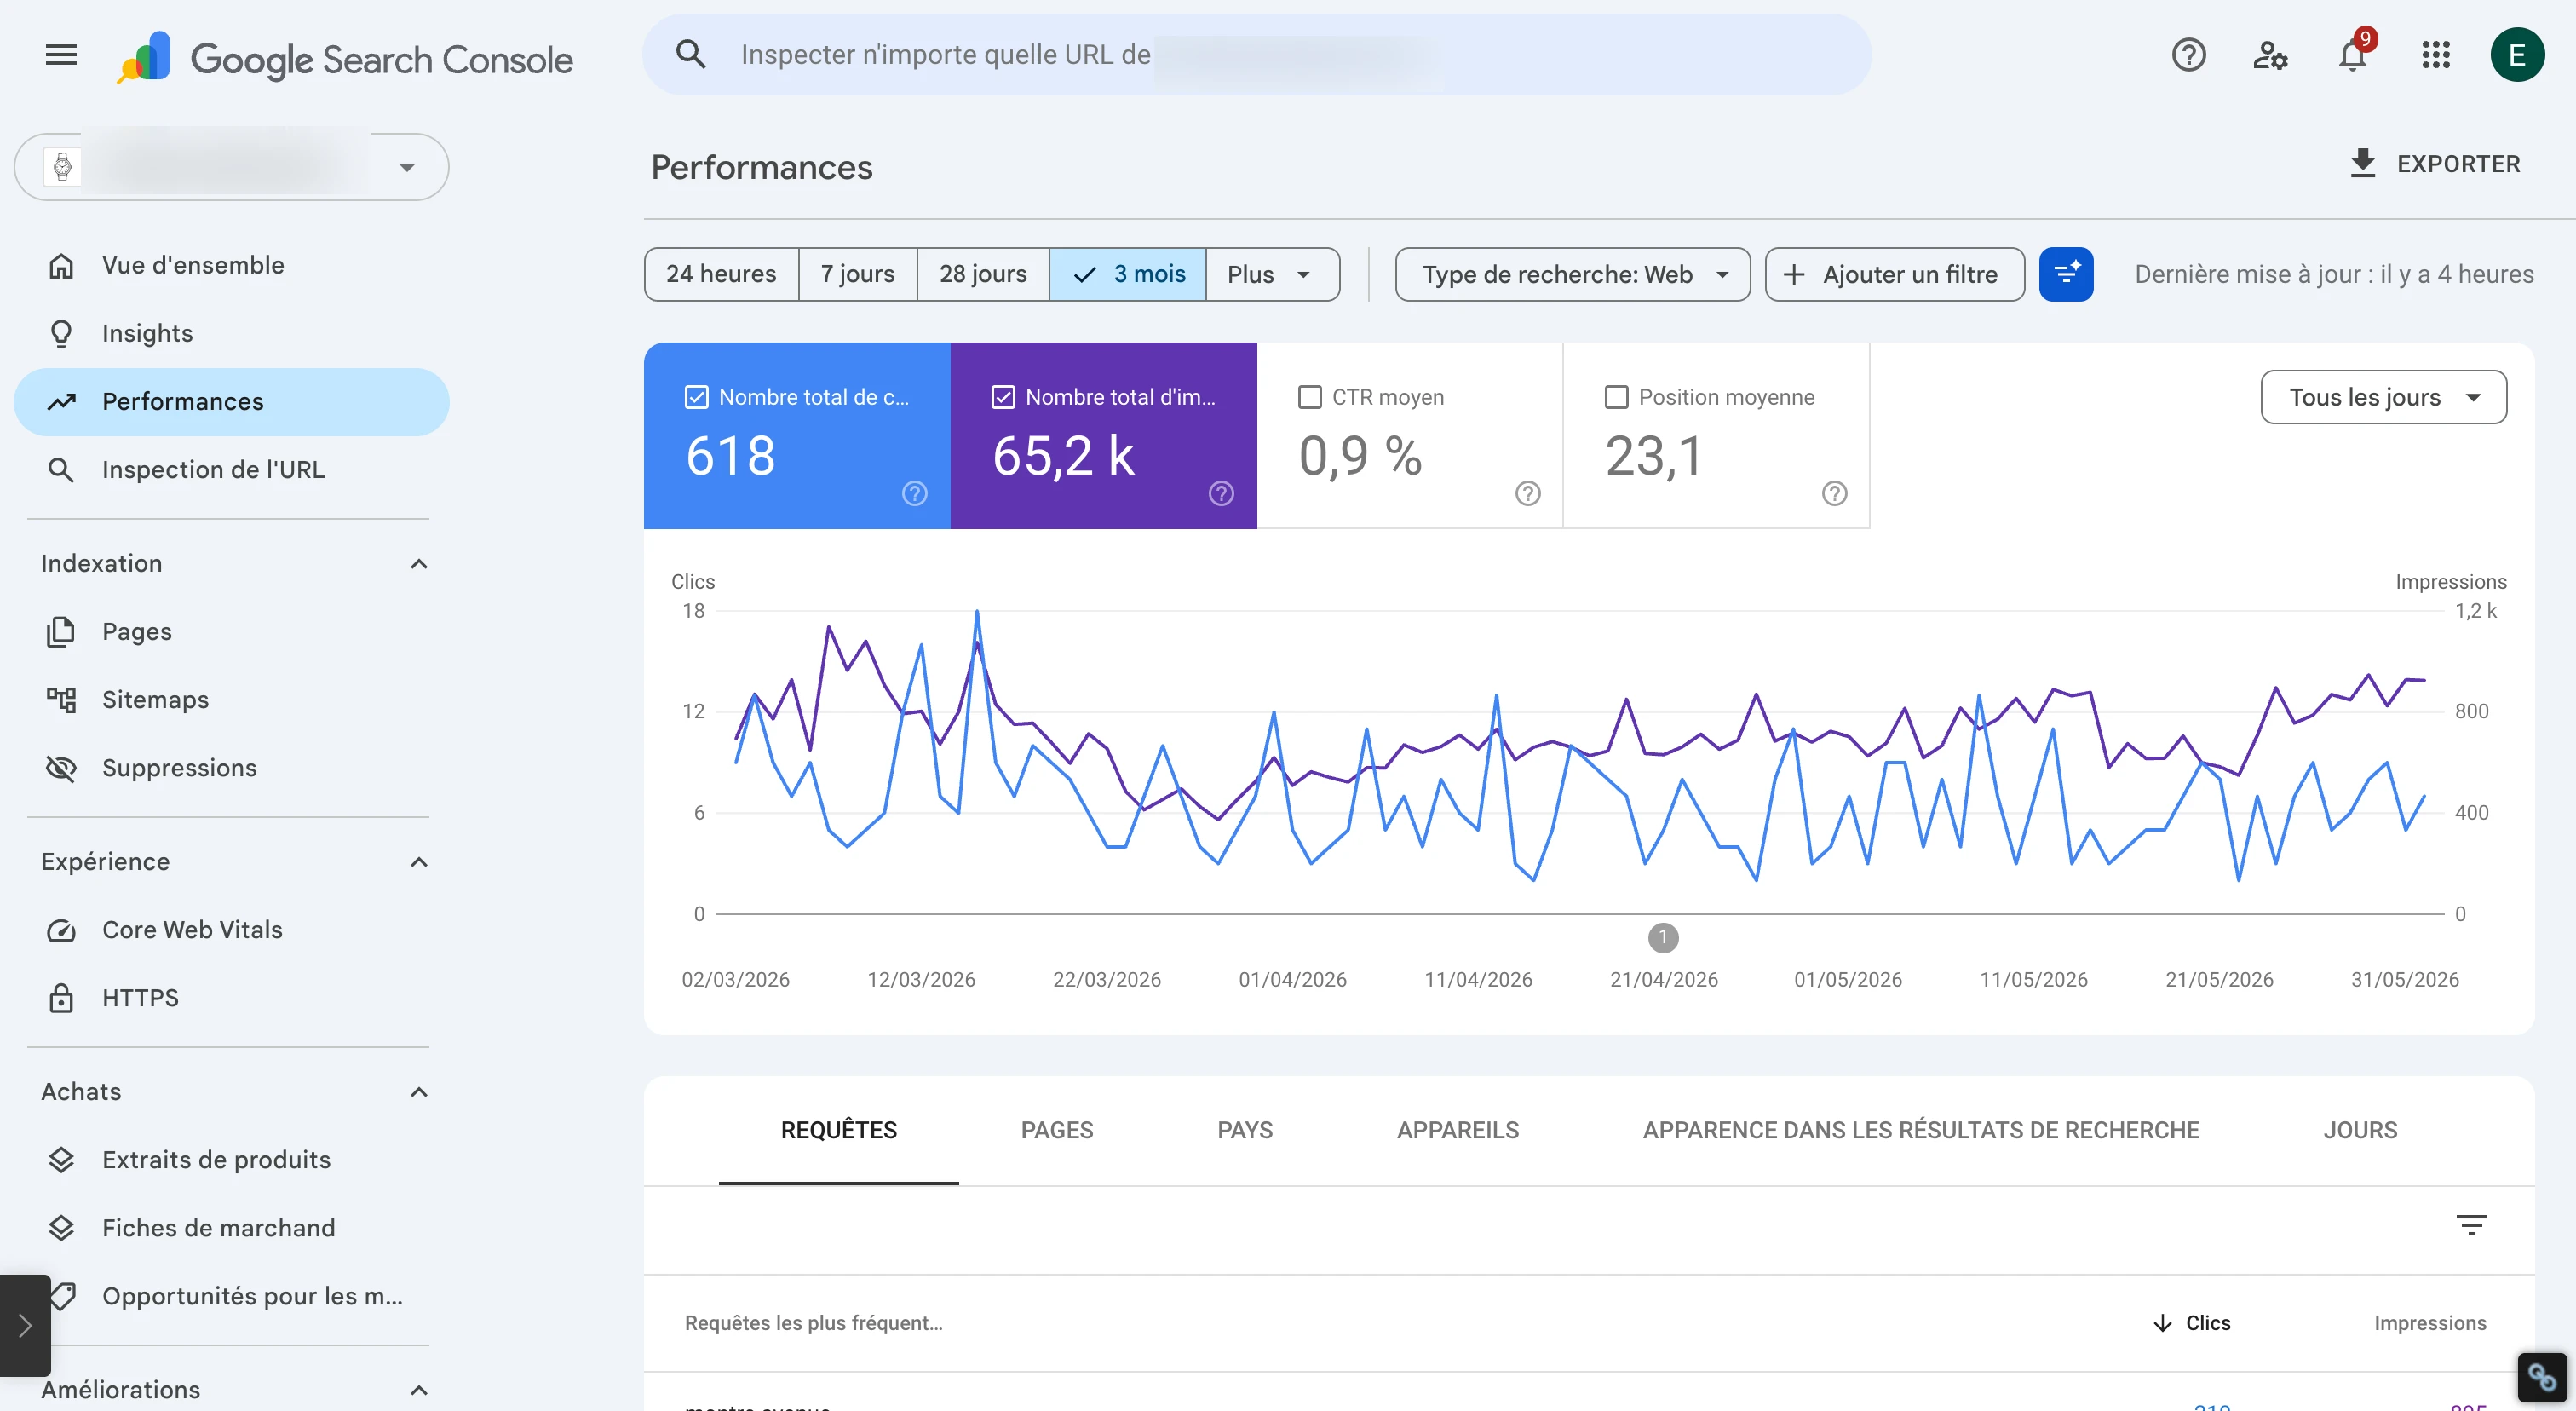 Google Search Console
Inspecter n'importe quelle URL de
9
E
Performances
EXPORTER
Vue d'ensemble
Insights
Performances
Inspection de l'URL
Indexation
Pages
Sitemaps
Suppressions
Expérience
Core Web Vitals
HTTPS
Achats
Extraits de produits
Fiches de marchand
Opportunités pour les m...
Améliorations
24 heures
7 jours
28 jours
3 mois
Plus
Type de recherche: Web
Ajouter un filtre
Dernière mise à jour : il y a 4 heures
Nombre total de c...
618
Nombre total d'im...
65,2 k
CTR moyen
0,9 %
Position moyenne
23,1
Tous les jours
Clics
Impressions
18
12
6
0
1,2 k
800
400
0
1
02/03/2026
12/03/2026
22/03/2026
01/04/2026
11/04/2026
21/04/2026
01/05/2026
11/05/2026
21/05/2026
31/05/2026
REQUÊTES
PAGES
PAYS
APPAREILS
APPARENCE DANS LES RÉSULTATS DE RECHERCHE
JOURS
Requêtes les plus fréquent...
Clics
Impressions